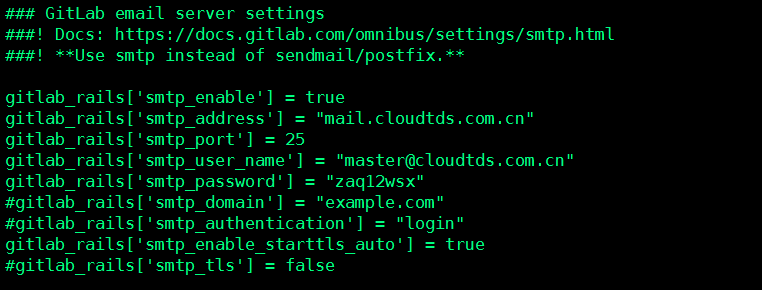 ### GitLab email server settings
###! Docs: https://docs.gitlab.com/omnibus/settings/smtp.html
###! **Use smtp instead of sendmail/postfix.**
gitlab_rails['smtp_enable'] = true
gitlab_rails['smtp_address'] = "mail.cloudtds.com.cn"
gitlab_rails['smtp_port'] = 25
gitlab_rails['smtp_user_name'] = "master@cloudtds.com.cn"
gitlab_rails['smtp_password'] = "zaq12wsx"
#gitlab_rails['smtp_domain'] = "example.com"
#gitlab_rails['smtp_authentication'] = "login"
gitlab_rails['smtp_enable_starttls_auto'] = true
#gitlab_rails['smtp_tls'] = false